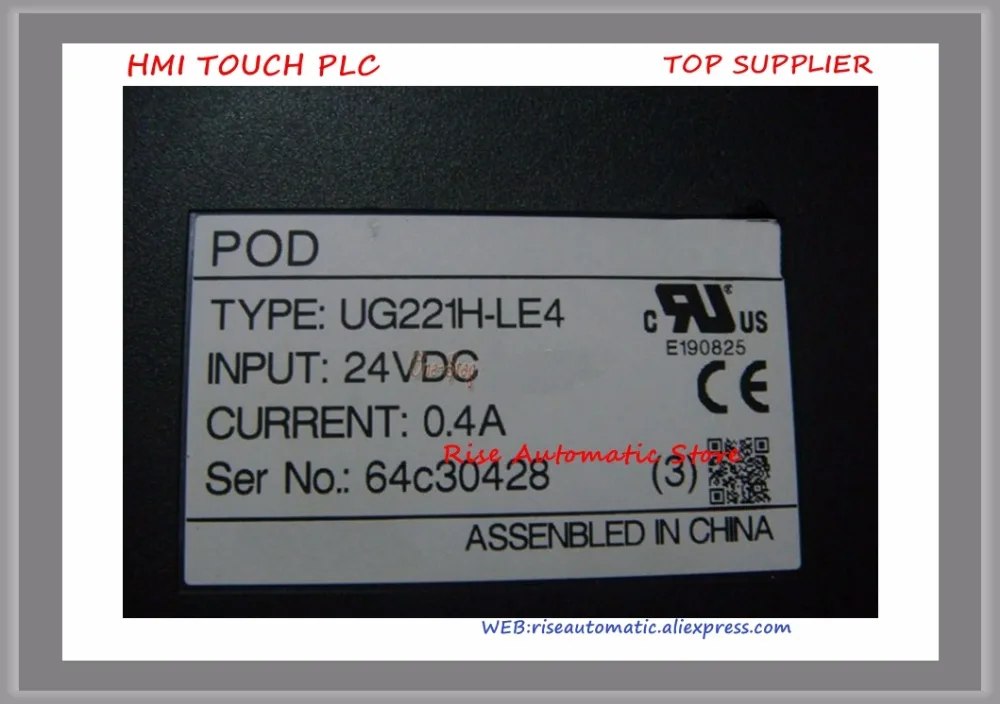 HMI TOUCH PLC
TOP SUPPLIER
POD
TYPE: UG221H-LE4
C US
E190825
INPUT: 24VDC
CE
CURRENT: 0.4A
Rise Automatic Store
Ser No.: 64c30428 (3)
ASSENBLED IN CHINA
WEB:riseautomatic.aliexpress.com